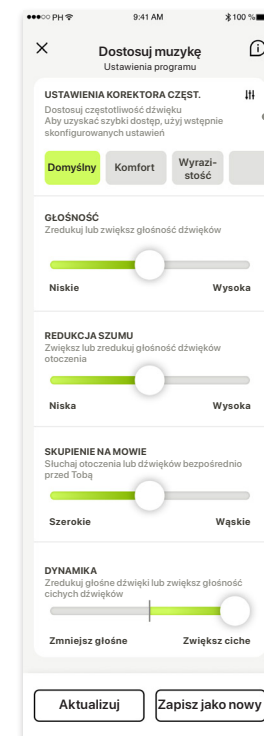 PH 9:41 AM 100 %
Dostosuj muzykę
Ustawienia programu
USTAWIENIA KOREKTORA CZĘST.
Dostosuj częstotliwość dźwięku
Aby uzyskać szybki dostęp, użyj wstępnie
skonfigurowanych ustawień
Domyślny Komfort Wyrazi-
stość
GŁOŚNOŚĆ
Zredukuj lub zwiększ głośność dźwięków
Niskie Wysoka
REDUKCJA SZUMU
Zwiększ lub zredukuj głośność dźwięków
otoczenia
Niska Wysoka
SKUPIENIE NA MOWIE
Słuchaj otoczenia lub dźwięków bezpośrednio
przed Tobą
Szerokie Wąskie
DYNAMIKA
Zredukuj głośne dźwięki lub zwiększ głośność
cichych dźwięków
Zmniejsz głośne Zwiększ ciche
Aktualizuj Zapisz jako nowy